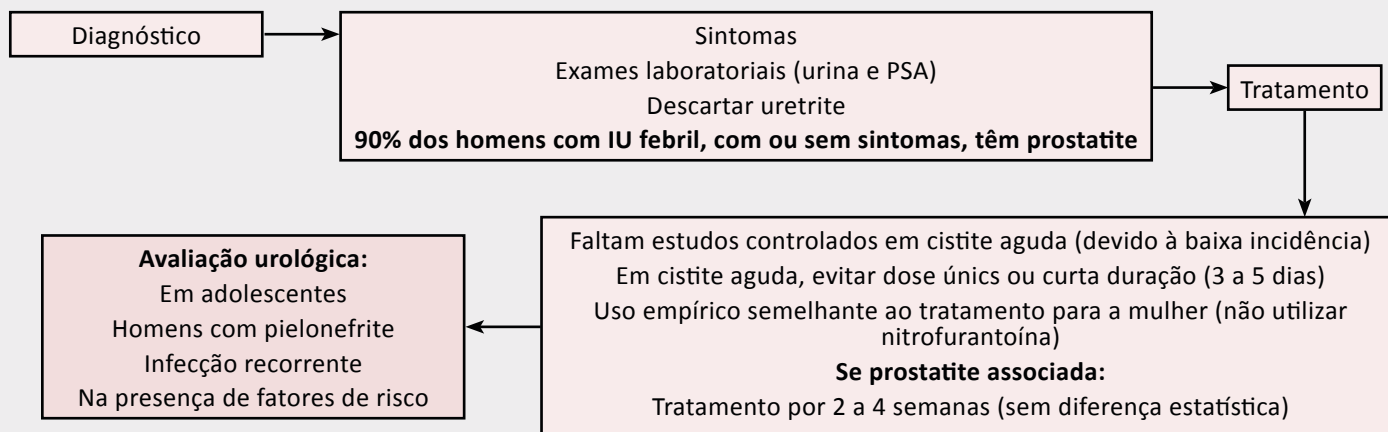 Diagnóstico
Sintomas
Exames laboratoriais (urina e PSA)
Descartar uretrite
90% dos homens com IU febril, com ou sem sintomas, têm prostatite
Tratamento
Faltam estudos controlados em cistite aguda (devido à baixa incidência)
Em cistite aguda, evitar dose únics ou curta duração (3 a 5 dias)
Uso empírico semelhante ao tratamento para a mulher (não utilizar
nitrofurantoína)
Se prostatite associada:
Tratamento por 2 a 4 semanas (sem diferença estatística)
Avaliação urológica:
Em adolescentes
Homens com pielonefrite
Infecção recorrente
Na presença de fatores de risco